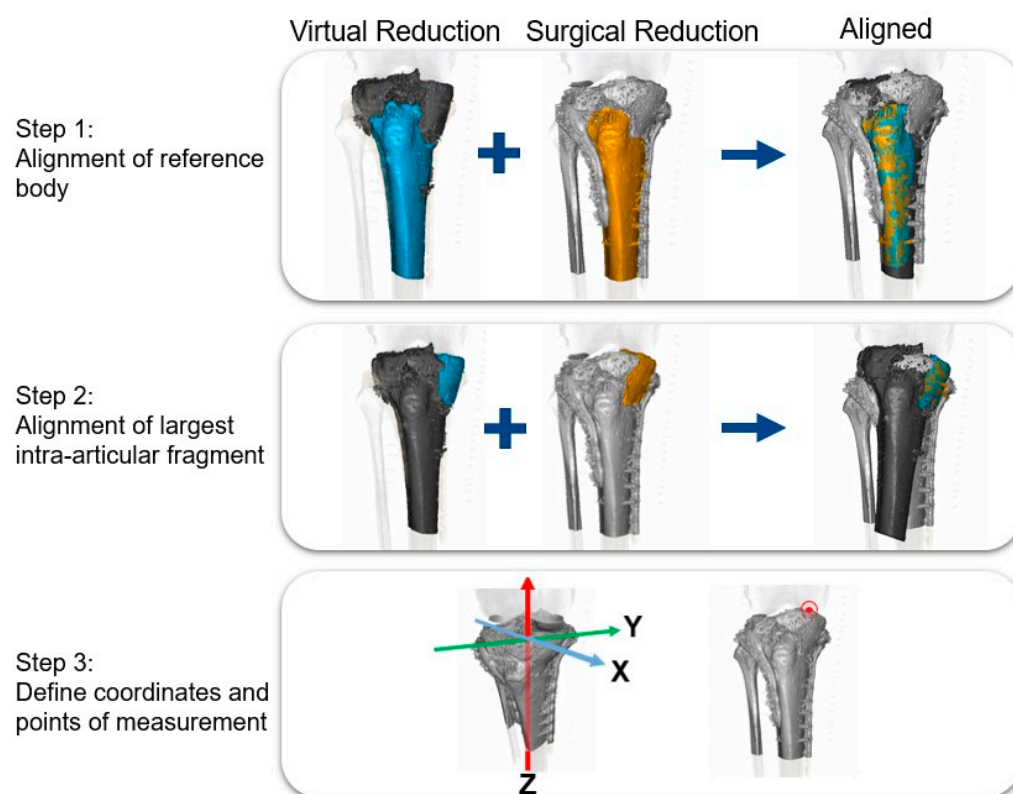 Virtual Reduction
Surgical Reduction
Aligned
Step 1:
Alignment of reference
body
Step 2:
Alignment of largest
intra-articular fragment
Step 3:
Define coordinates and
points of measurement
Y
X
Z